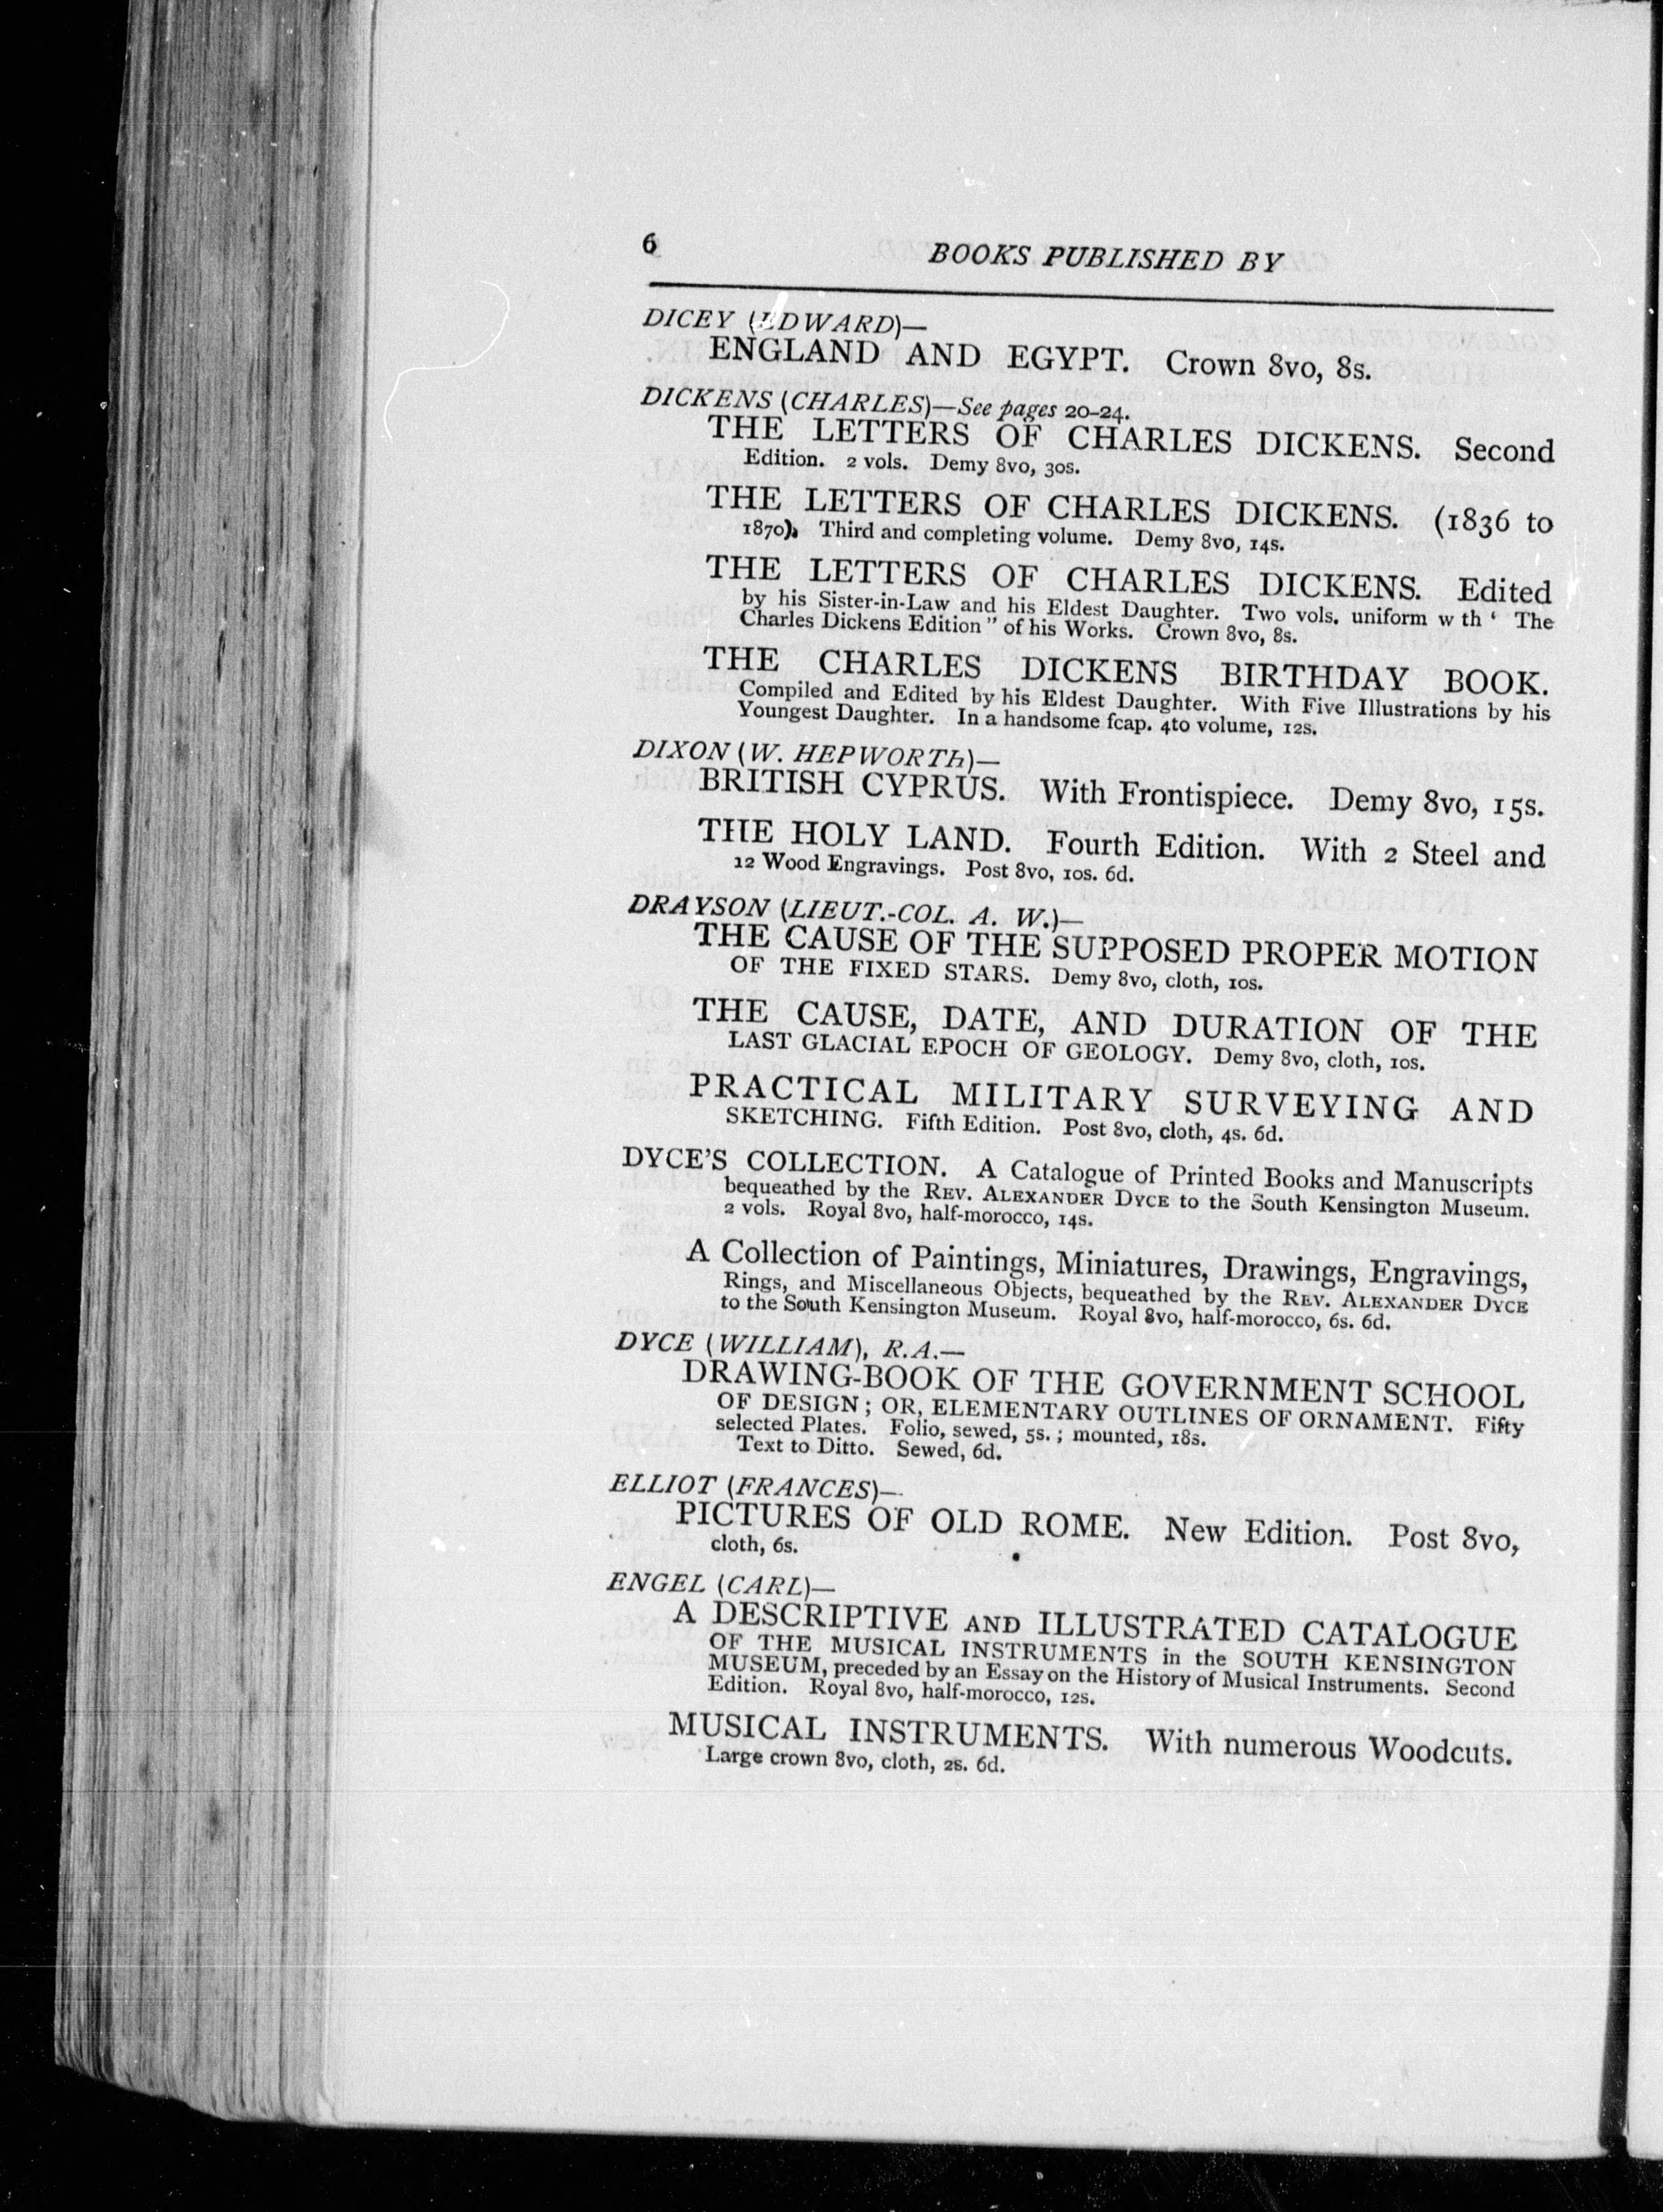 6
BOOKS PUBLISHED BY
DICEY (EDWARD)—
ENGLAND AND EGYPT. Crown 8vo, 8s.
DICKENS (CHARLES)—See pages 20–24.
THE LETTERS OF CHARLES DICKENS. Second
Edition. 2 vols. Demy 8vo, 30s.
THE LETTERS OF CHARLES DICKENS. (1836 to
1870). Third and completing volume. Demy 8vo, 14s.
THE LETTERS OF CHARLES DICKENS. Edited
by his Sister-in-Law and his Eldest Daughter. Two vols. uniform w th ‘ The
Charles Dickens Edition” of his Works. Crown 8vo, 8s.
THE CHARLES DICKENS BIRTHDAY BOOK.
Compiled and Edited by his Eldest Daughter. With Five Illustrations by his
Youngest Daughter. In a handsome fcap. 4to volume, 12s.
DIXON (W. HEPWORTH)—
BRITISH CYPRUS. With Frontispiece. Demy 8vo, 15s.
THE HOLY LAND. Fourth Edition. With 2 Steel and
12 Wood Engravings. Post 8vo, 10s. 6d.
DRAYSON (LIEUT.-COL. A. W.)—
THE CAUSE OF THE SUPPOSED PROPER MOTION
OF THE FIXED STARS. Demy 8vo, cloth, 10s.
THE CAUSE, DATE, AND DURATION OF THE
LAST GLACIAL EPOCH OF GEOLOGY. Demy 8vo, cloth, 10s.
PRACTICAL MILITARY SURVEYING AND
SKETCHING. Fifth Edition. Post 8vo, cloth, 4s. 6d.
DYCE'S COLLECTION. A Catalogue of Printed Books and Manuscripts
bequeathed by the REV. ALEXANDER DYCE to the South Kensington Museum.
2 vols. Royal 8vo, half-morocco, 14s.
A Collection of Paintings, Miniatures, Drawings, Engravings,
Rings, and Miscellaneous Objects, bequeathed by the REV. ALEXANDER DYCE
to the South Kensington Museum. Royal 8vo, half-morocco, 6s. 6d.
DYCE (WILLIAM), R.A.—
DRAWING-BOOK OF THE GOVERNMENT SCHOOL
OF DESIGN; OR, ELEMENTARY OUTLINES OF ORNAMENT. Fifty
selected Plates. Folio, sewed, 5s.; mounted, 18s.
Text to Ditto. Sewed, 6d.
ELLIOT (FRANCES)—
PICTURES OF OLD ROME. New Edition. Post 8vo,
cloth, 6s.
ENGEL (CARL)—
A DESCRIPTIVE AND ILLUSTRATED CATALOGUE
OF THE MUSICAL INSTRUMENTS in the SOUTH KENSINGTON
MUSEUM, preceded by an Essay on the History of Musical Instruments. Second
Edition. Royal 8vo, half-morocco, 12s.
MUSICAL INSTRUMENTS. With numerous Woodcuts.
Large crown 8vo, cloth, 2s. 6d.